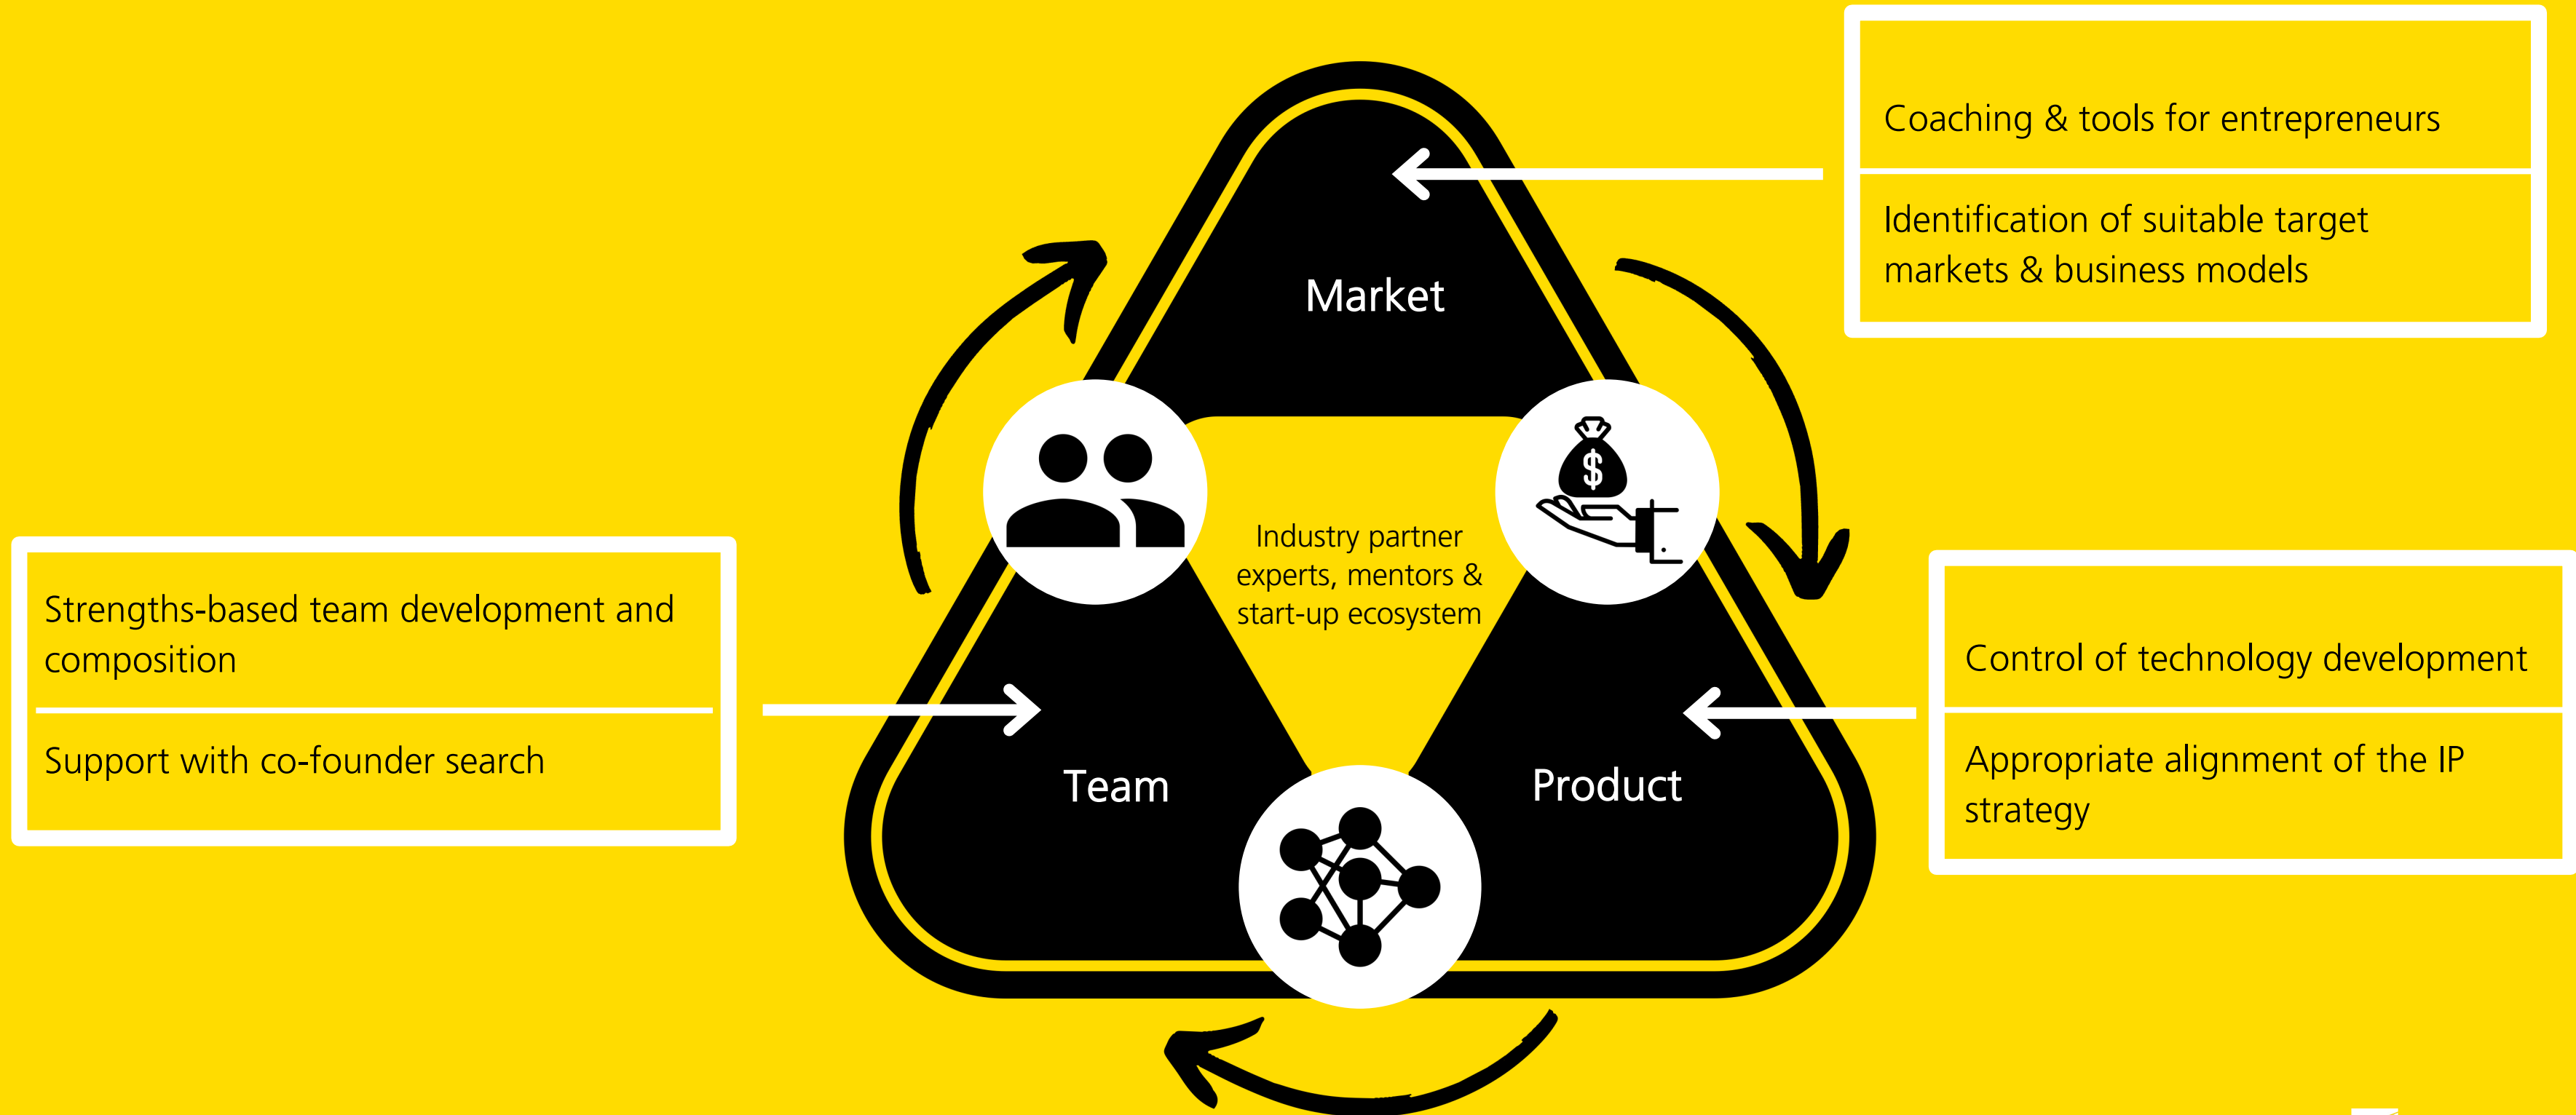 Coaching & tools for entrepreneurs
Identification of suitable target
markets & business models
Market
$
Industry partner
experts, mentors &
start-up ecosystem
Strengths-based team development and
composition
Support with co-founder search
Team
Product
Control of technology development
Appropriate alignment of the IP
strategy